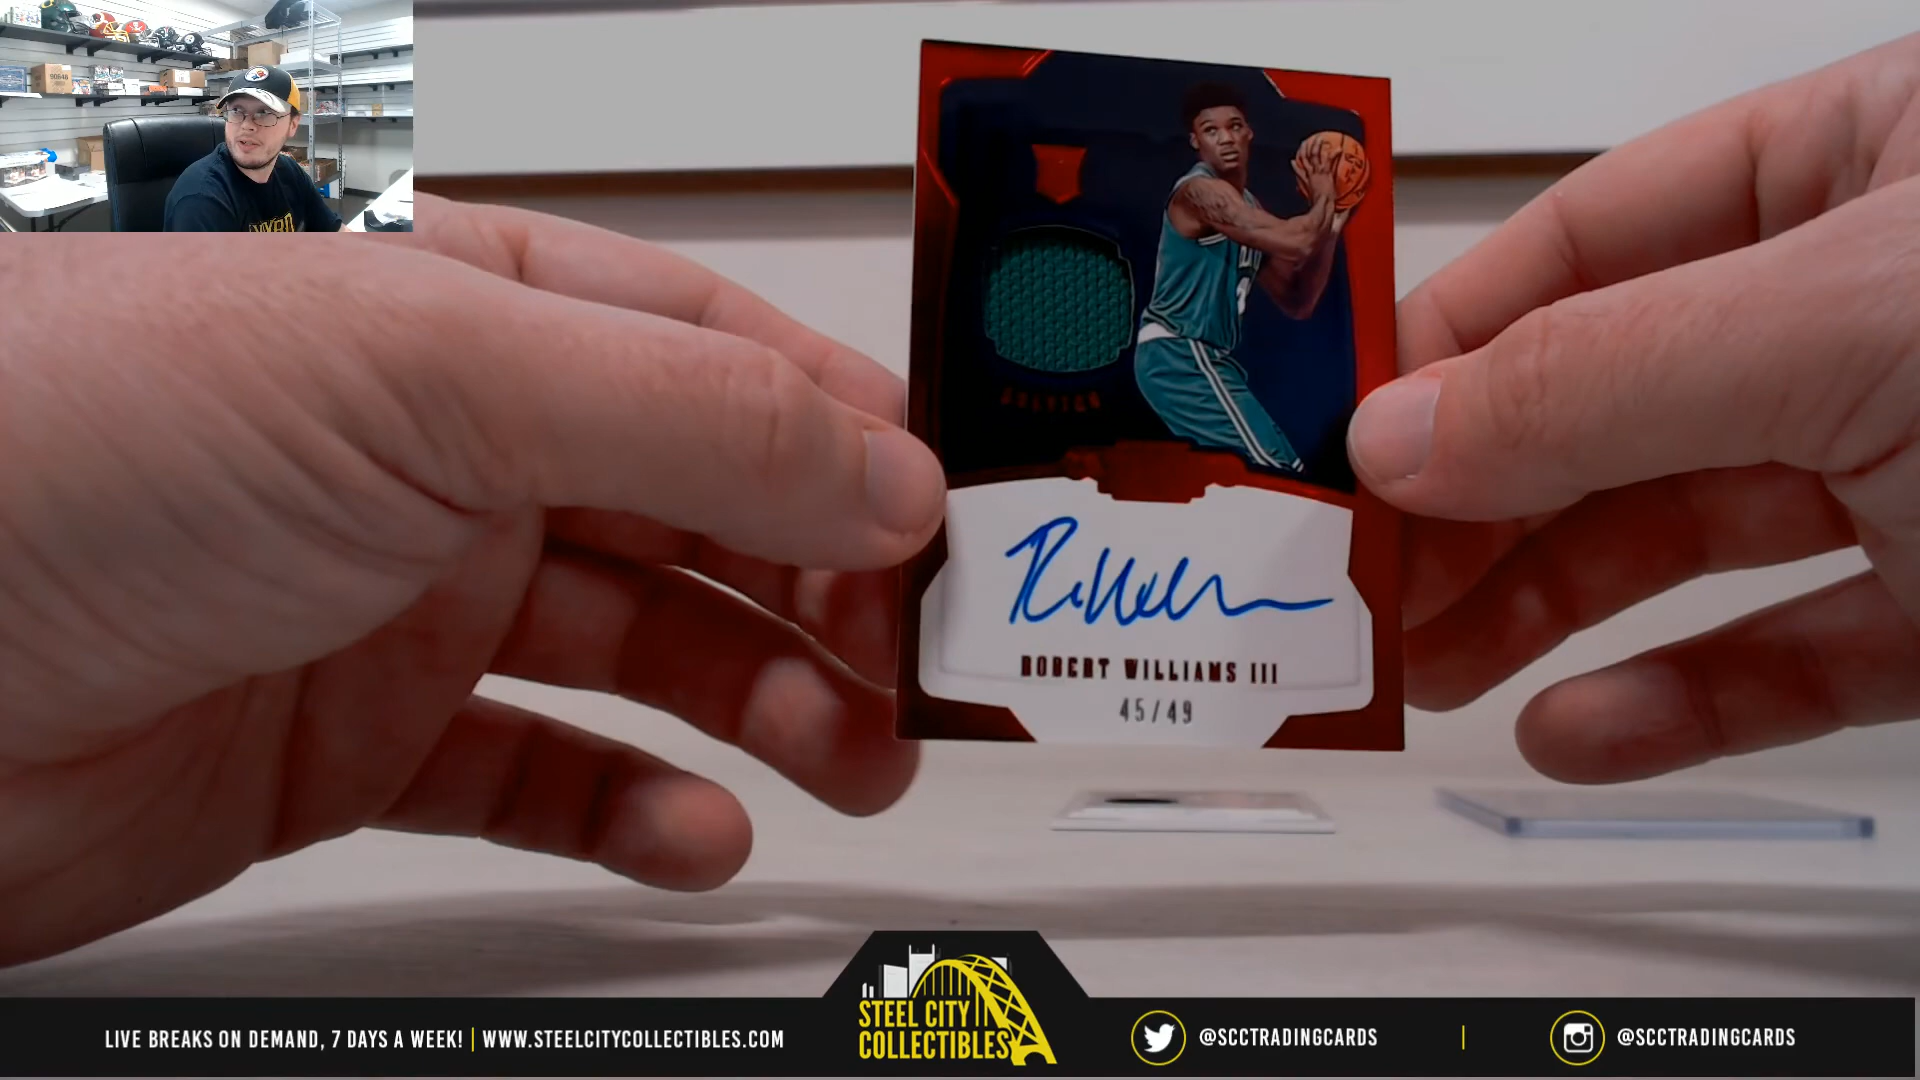 90646
ROBERT WILLIAMS III
45/49
LIVE BREAKS ON DEMAND, 7 DAYS A WEEK! | WWW.STEELCITYCOLLECTIBLES.COM
STEEL CITY
COLLECTIBLES
@SCCTRADINGCARDS | @SCCTRADINGCARDS